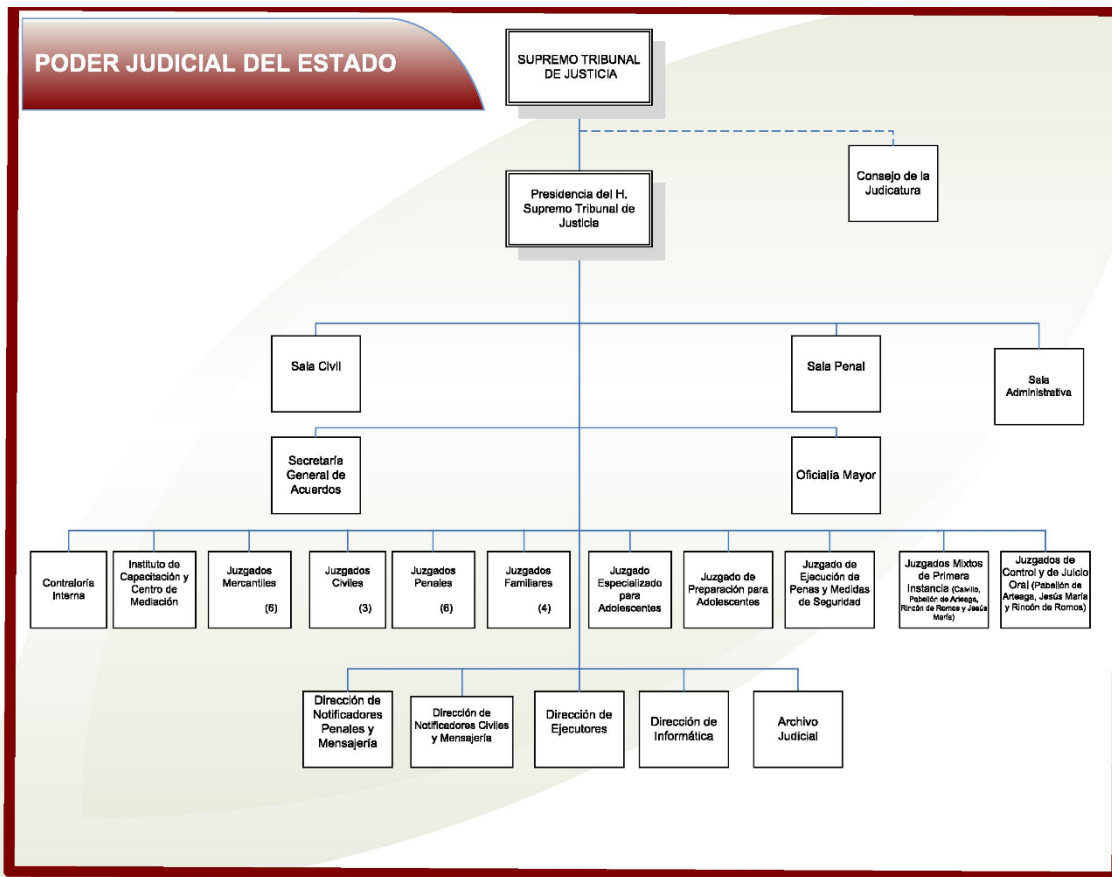 PODER JUDICIAL DEL ESTADO
SUPREMO TRIBUNAL
DE JUSTICIA
Consejo de la
Judicatura
Presidencia del H.
Supremo Tribunal de
Justicia
Sala Civil
Sala Penal
Sala
Administrativa
Secretaría
General de
Acuerdos
Oficialía Mayor
Contraloría
Interna
Instituto de
Capacitación y
Centro de
Mediación
Juzgados
Mercantiles
(6)
Juzgados
Civiles
(3)
Juzgados
Penales
(6)
Juzgados
Familiares
(4)
Juzgado
Especializado
para
Adolescentes
Juzgado de
Preparación para
Adolescentes
Juzgado de
Ejecución de
Penas y Medidas
de Seguridad
Juzgados Mixtos
de Primera
Instancia (Calvillo,
Pabellón de Arteaga,
Rincón de Romos y Jesús
María)
Juzgados de
Control y de Juicio
Oral (Pabellón de
Arteaga, Jesús María
y Rincón de Romos)
Dirección de
Notificadores
Penales y
Mensajería
Dirección de
Notificadores Civiles
y Mensajería
Dirección de
Ejecutores
Dirección de
Informática
Archivo
Judicial